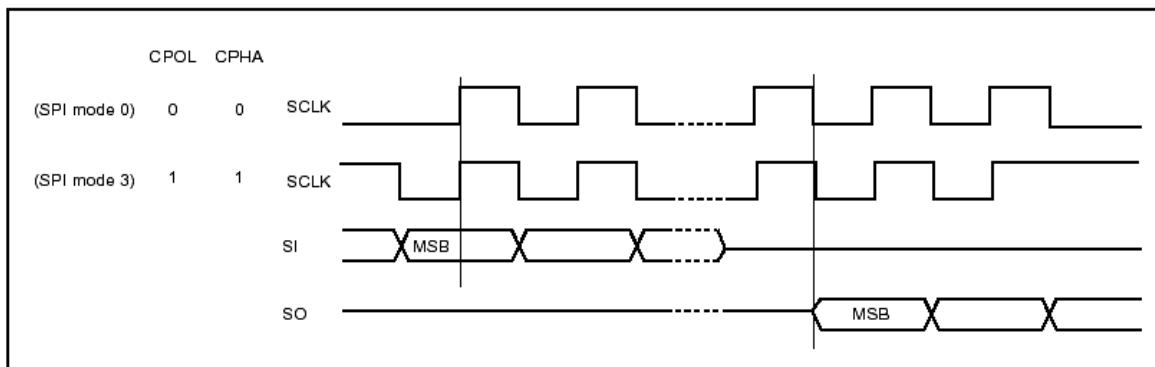 CPOL CPHA
(SPI mode 0) 0 0 SCLK
(SPI mode 3) 1 1 SCLK
SI MSB
SO MSB